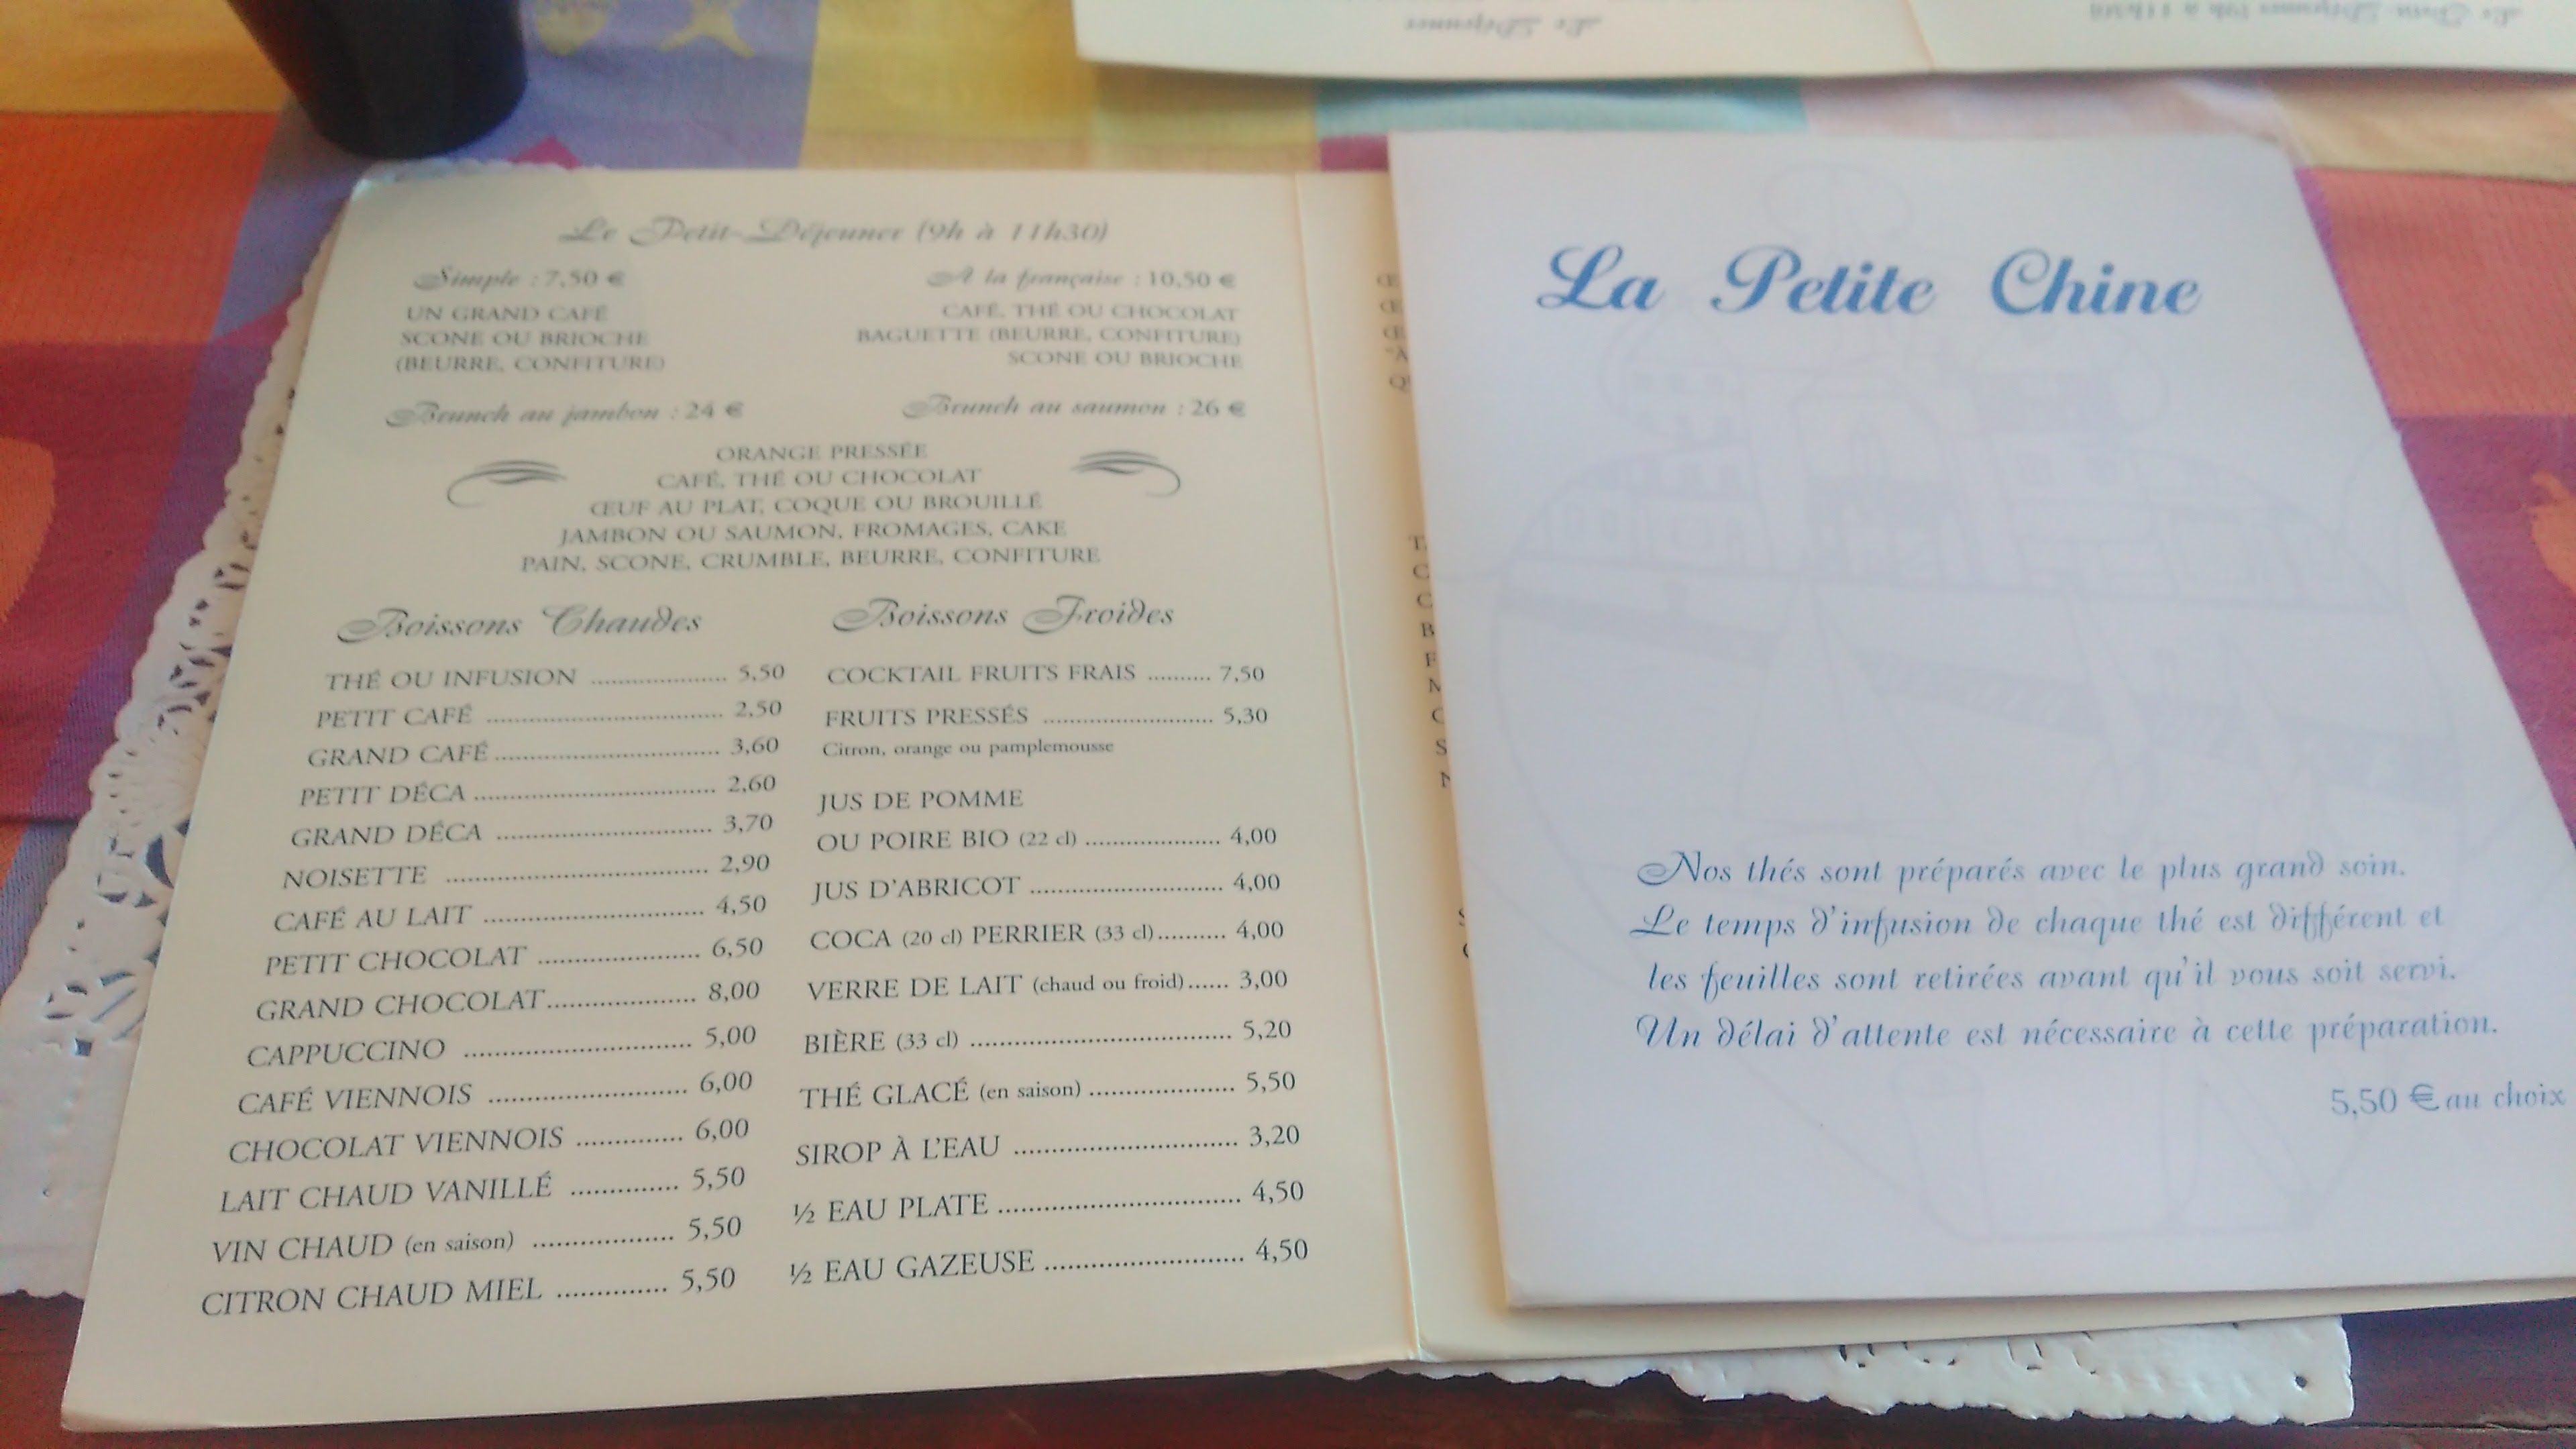 Le Petit-Déjeuner (9h à 11h30)
Simple : 7,50 €
UN GRAND CAFÉ
SCONE OU BRIOCHE
(BEURRE, CONFITURE)
À la française : 10,50 €
CAFÉ, THÉ OU CHOCOLAT
BAGUETTE (BEURRE, CONFITURE)
SCONE OU BRIOCHE
Brunch au jambon : 24 €
Brunch au saumon : 26 €
ORANGE PRESSÉE
CAFÉ, THÉ OU CHOCOLAT
ŒUF AU PLAT, COQUE OU BROUILLÉ
JAMBON OU SAUMON, FROMAGES, CAKE
PAIN, SCONE, CRUMBLE, BEURRE, CONFITURE
Boissons Chaudes
THÉ OU INFUSION ..................... 5,50
PETIT CAFÉ ..................................... 2,50
GRAND CAFÉ ................................... 3,60
PETIT DÉCA ..................................... 2,60
GRAND DÉCA ................................. 3,70
NOISETTE ........................................ 2,90
CAFÉ AU LAIT .................................. 4,50
PETIT CHOCOLAT ......................... 6,50
GRAND CHOCOLAT ...................... 8,00
CAPPUCCINO .................................. 5,00
CAFÉ VIENNOIS .............................. 6,00
CHOCOLAT VIENNOIS ............... 6,00
LAIT CHAUD VANILLÉ ............... 5,50
VIN CHAUD (en saison) ................... 5,50
CITRON CHAUD MIEL ............... 5,50
Boissons Froides
COCKTAIL FRUITS FRAIS .......... 7,50
FRUITS PRESSÉS ........................... 5,30
Citron, orange ou pamplemousse
JUS DE POMME
OU POIRE BIO (22 cl) ..................... 4,00
JUS D'ABRICOT ............................. 4,00
COCA (20 cl) PERRIER (33 cl).......... 4,00
VERRE DE LAIT (chaud ou froid)...... 3,00
BIÈRE (33 cl) ..................................... 5,20
THÉ GLACÉ (en saison) .................... 5,50
SIROP À L'EAU .............................. 3,20
½ EAU PLATE ................................ 4,50
½ EAU GAZEUSE .......................... 4,50
La Petite Chine
Nos thés sont préparés avec le plus grand soin.
Le temps d'infusion de chaque thé est différent et
les feuilles sont retirées avant qu'il vous soit servi.
Un délai d'attente est nécessaire à cette préparation.
5,50 € au choix
Le Déjeuner